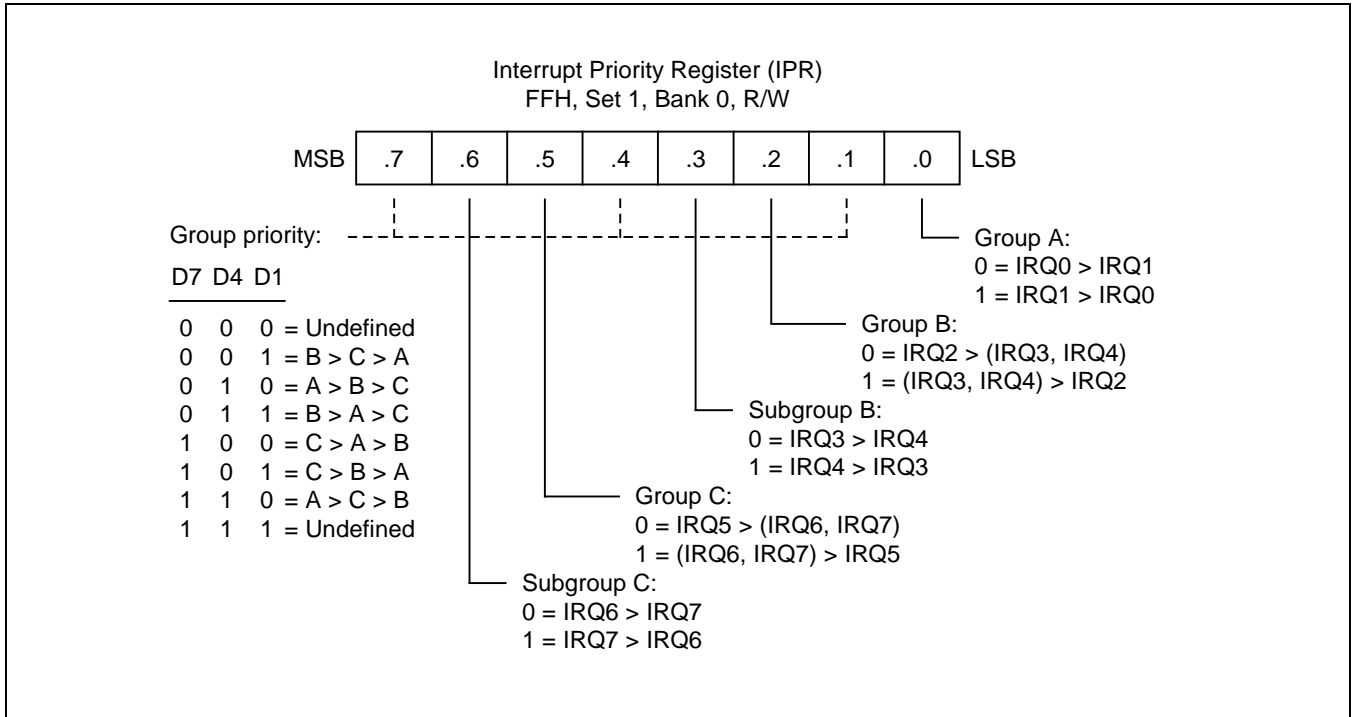 Interrupt Priority Register (IPR)
FFH, Set 1, Bank 0, R/W
MSB .7 .6 .5 .4 .3 .2 .1 .0 LSB
Group priority:
D7 D4 D1
0 0 0 = Undefined
0 0 1 = B > C > A
0 1 0 = A > B > C
0 1 1 = B > A > C
1 0 0 = C > A > B
1 0 1 = C > B > A
1 1 0 = A > C > B
1 1 1 = Undefined
Group A:
0 = IRQ0 > IRQ1
1 = IRQ1 > IRQ0
Group B:
0 = IRQ2 > (IRQ3, IRQ4)
1 = (IRQ3, IRQ4) > IRQ2
Subgroup B:
0 = IRQ3 > IRQ4
1 = IRQ4 > IRQ3
Group C:
0 = IRQ5 > (IRQ6, IRQ7)
1 = (IRQ6, IRQ7) > IRQ5
Subgroup C:
0 = IRQ6 > IRQ7
1 = IRQ7 > IRQ6